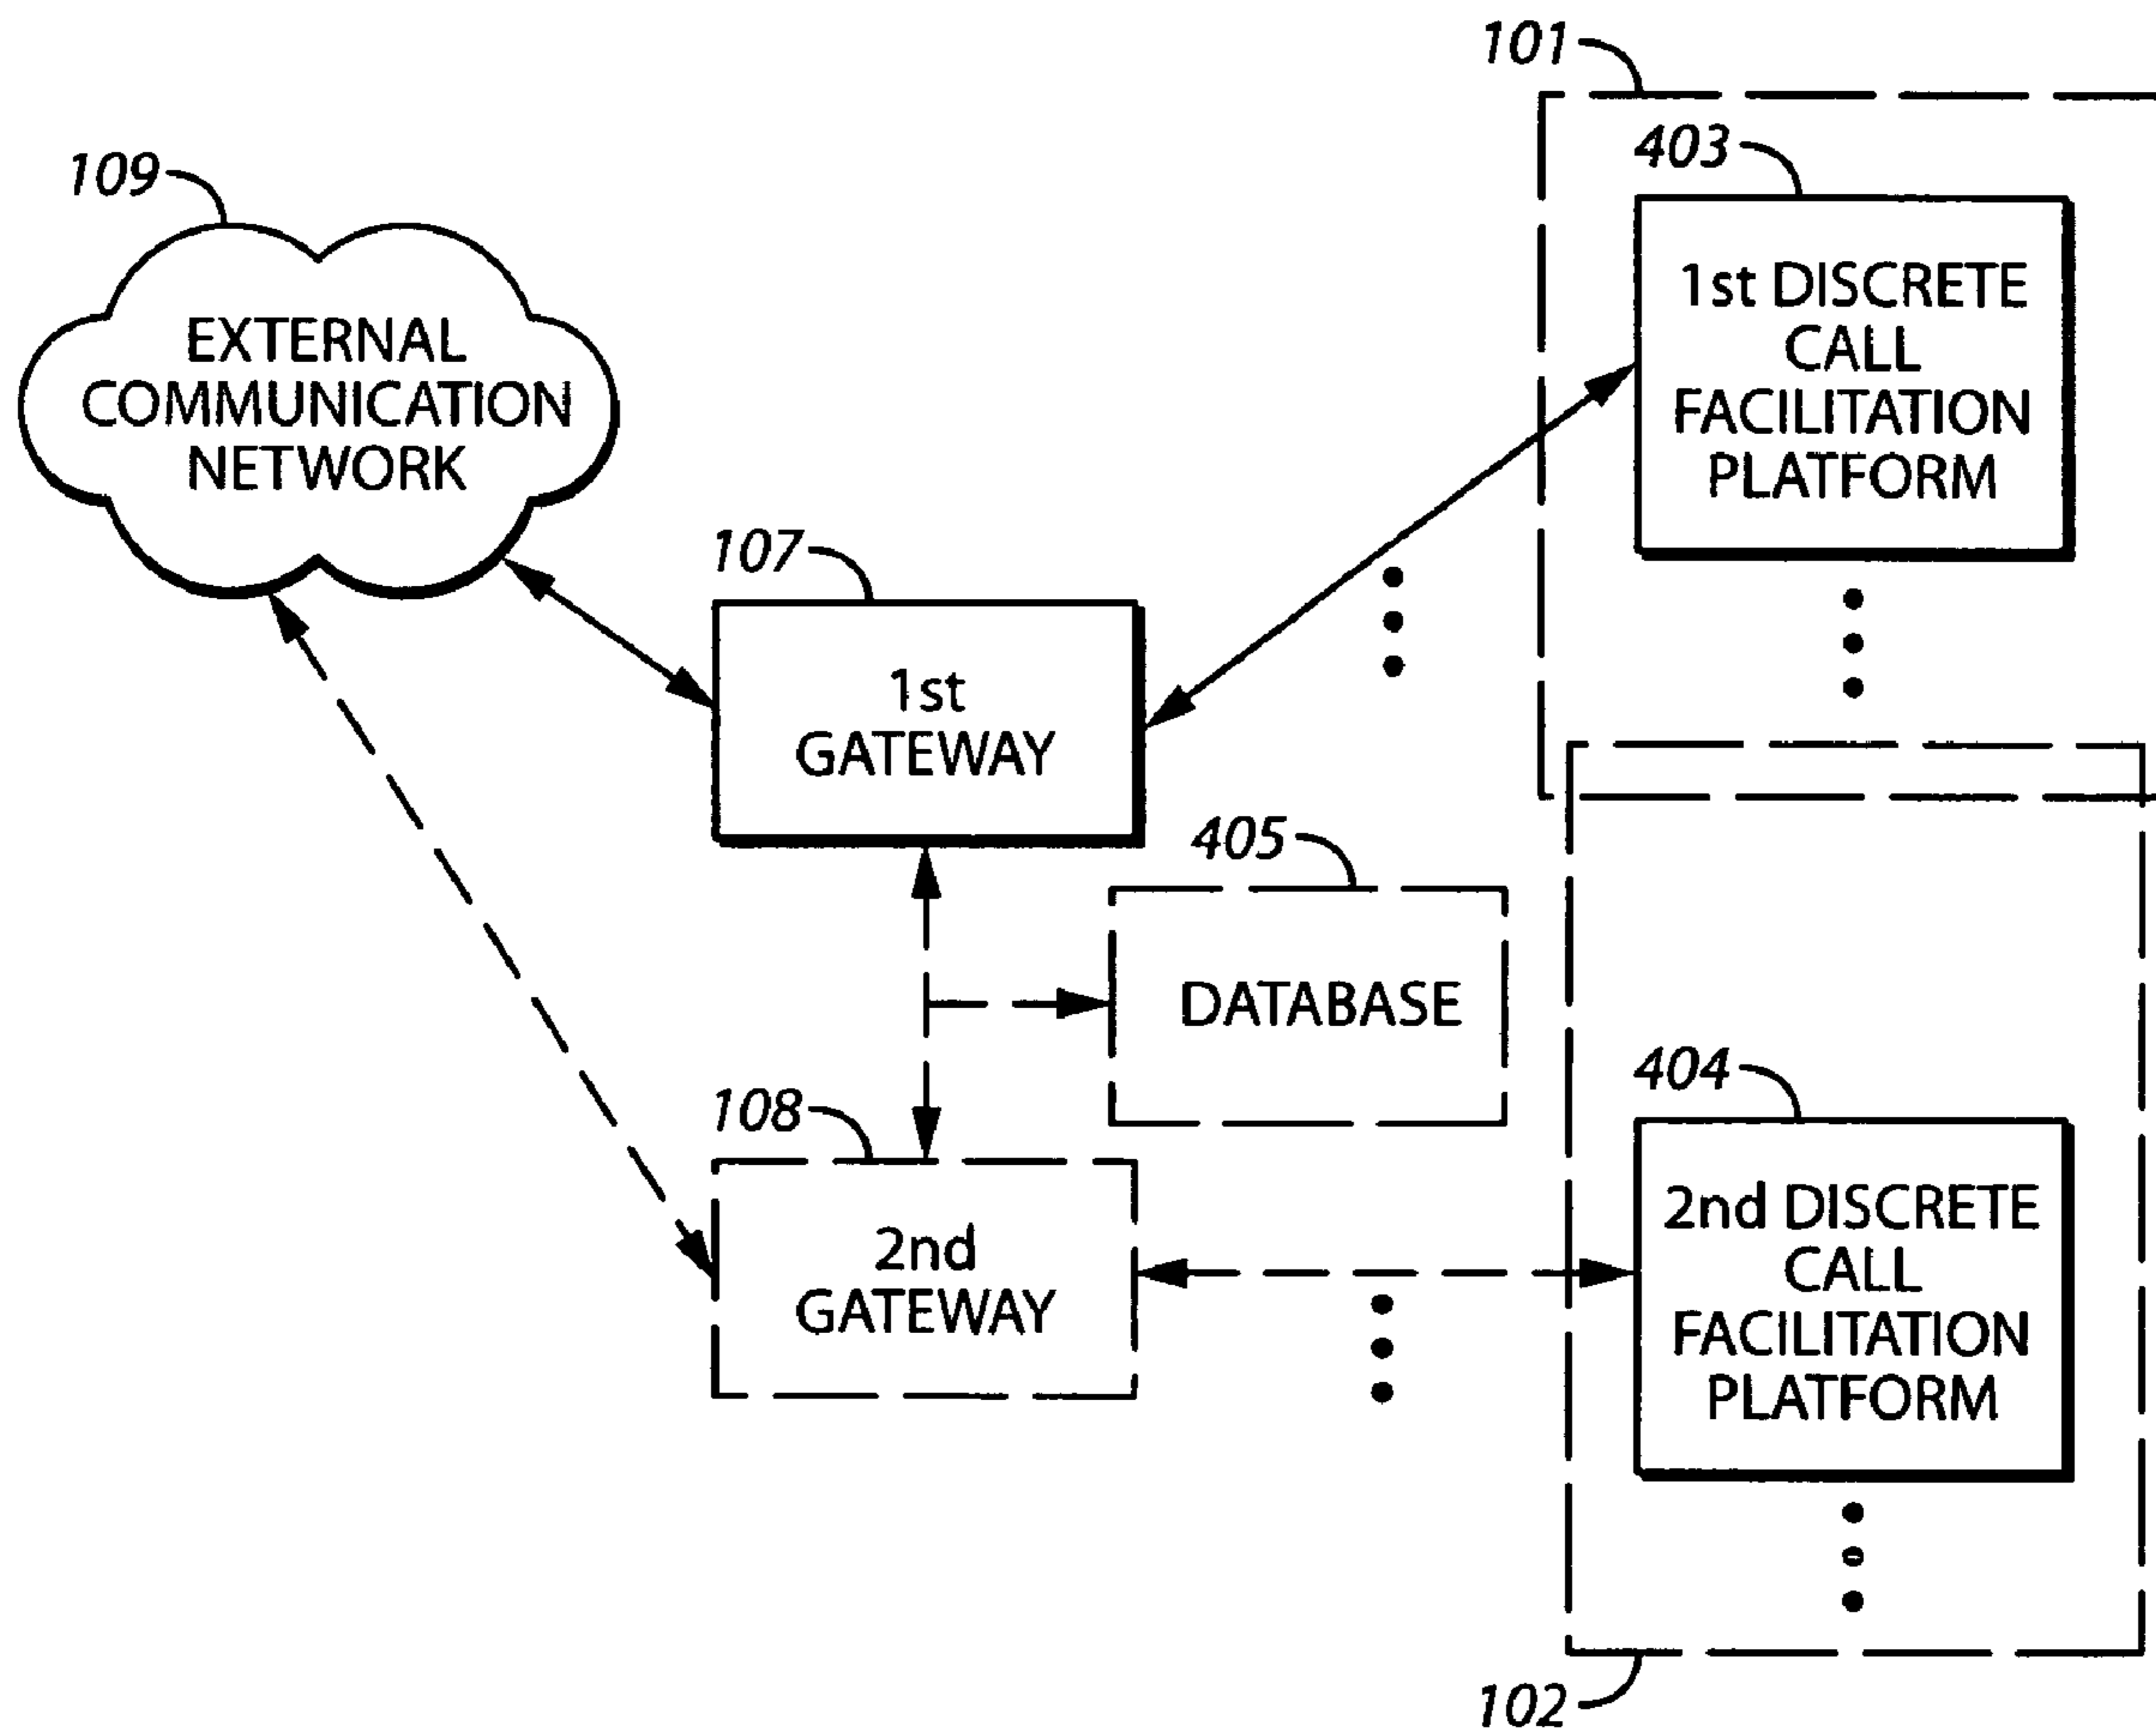 101
403
109
1st DISCRETE
CALL
FACILITATION
PLATFORM
EXTERNAL
COMMUNICATION
NETWORK
107
1st
GATEWAY
405
DATABASE
404
108
2nd DISCRETE
CALL
FACILITATION
PLATFORM
2nd
GATEWAY
102